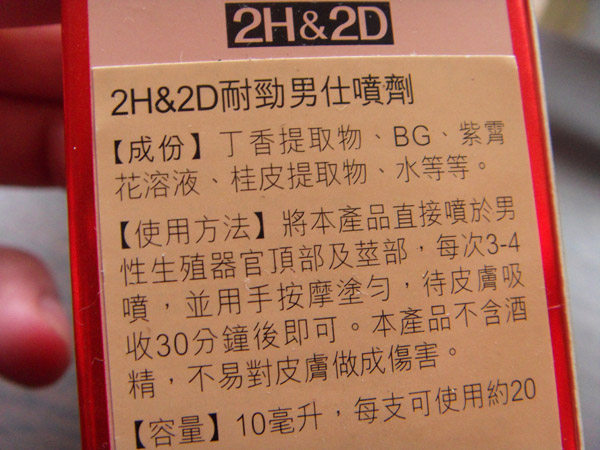 2H&2D
2H&2D耐勁男仕噴劑
【成份】丁香提取物、BG、紫霄
花溶液、桂皮提取物、水等等。
【使用方法】將本產品直接噴於男
性生殖器官頂部及莖部，每次3-4
噴，並用手按摩塗勻，待皮膚吸
收30分鐘後即可。本產品不含酒
精，不易對皮膚做成傷害。
【容量】10毫升，每支可使用約20